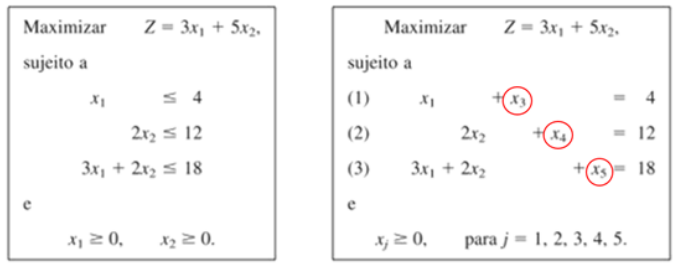 Maximizar Z = 3x₁ + 5x₂,
sujeito a
x₁ ≤ 4
2x₂ ≤ 12
3x₁ + 2x₂ ≤ 18
e
x₁ ≥ 0, x₂ ≥ 0.
Maximizar Z = 3x₁ + 5x₂,
sujeito a
(1) x₁ + x₃ = 4
(2) 2x₂ + x₄ = 12
(3) 3x₁ + 2x₂ + x₅ = 18
e
xⱼ ≥ 0, para j = 1, 2, 3, 4, 5.